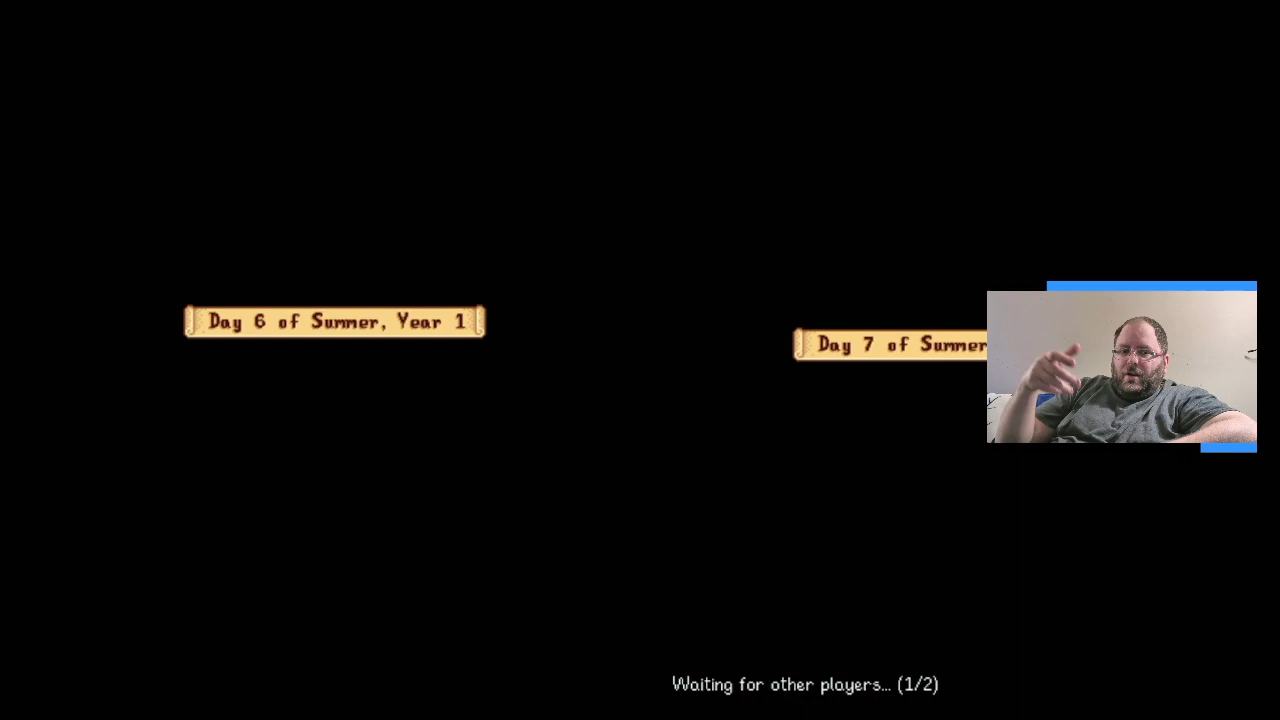 Day 6 of Summer, Year 1
Day 7 of Summer
Waiting for other players... (1/2)